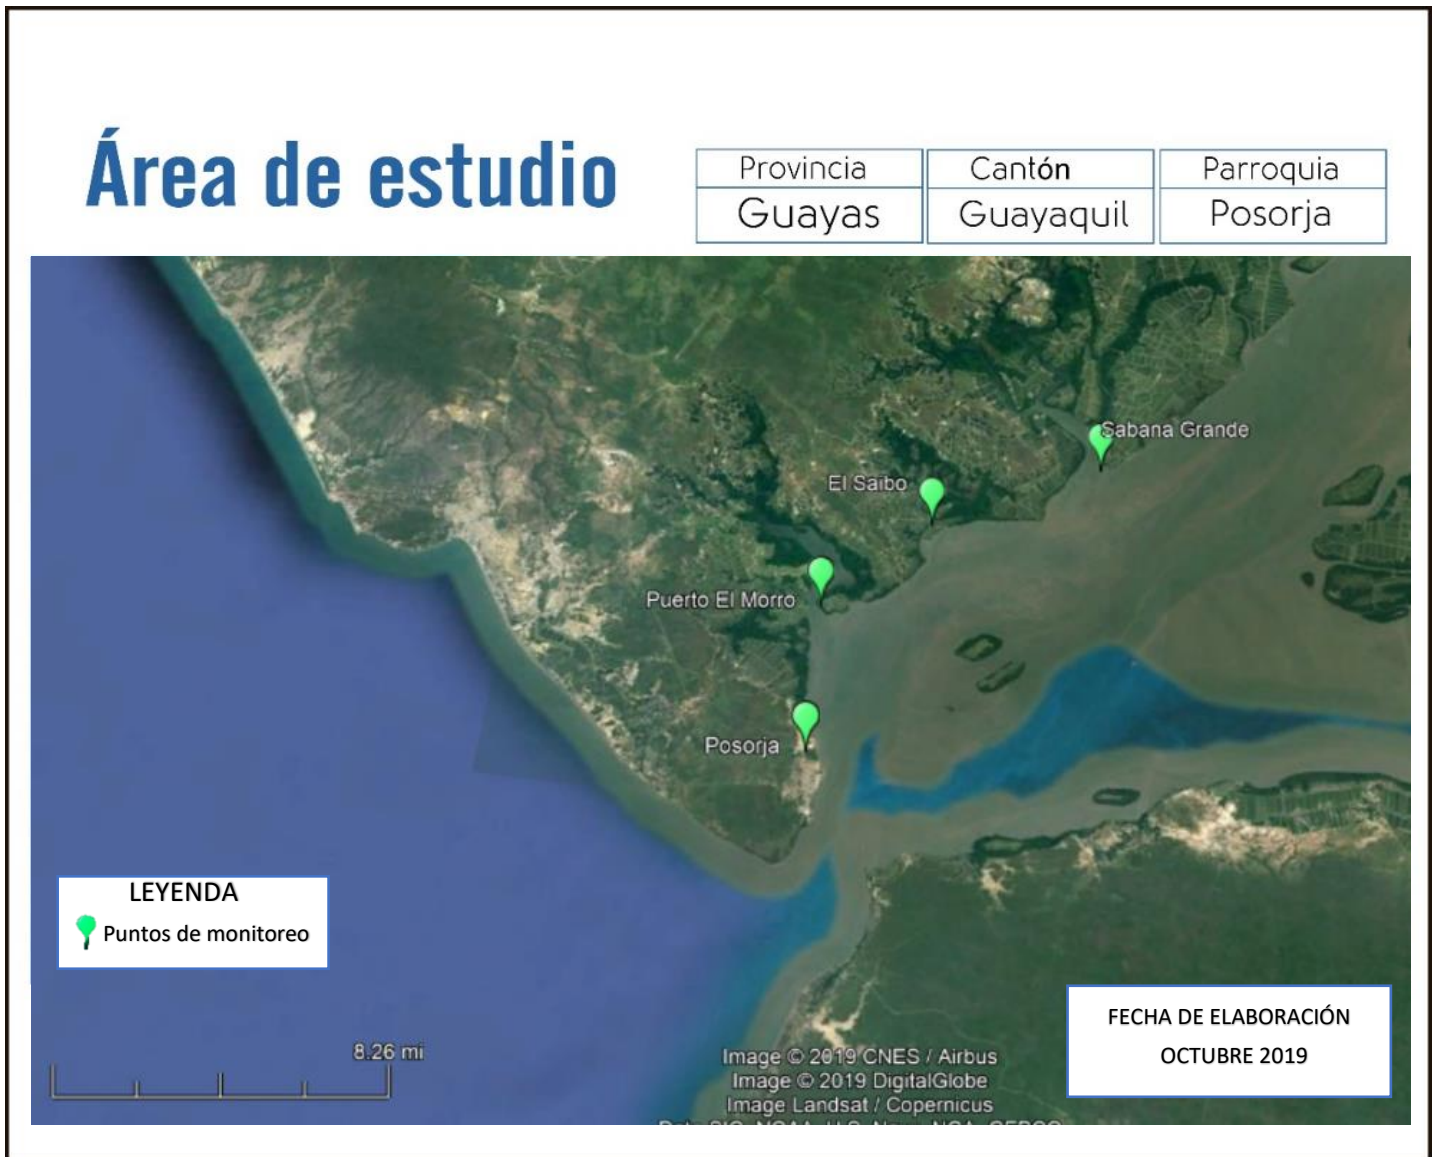 Área de estudio
Provincia
Cantón
Parroquia
Guayas
Guayaquil
Posorja
Sabana Grande
El Saibo
Puerto El Morro
Posorja
LEYENDA
Puntos de monitoreo
8.26 mi
Image © 2019 CNES / Airbus
Image © 2019 DigitalGlobe
Image Landsat / Copernicus
FECHA DE ELABORACIÓN
OCTUBRE 2019